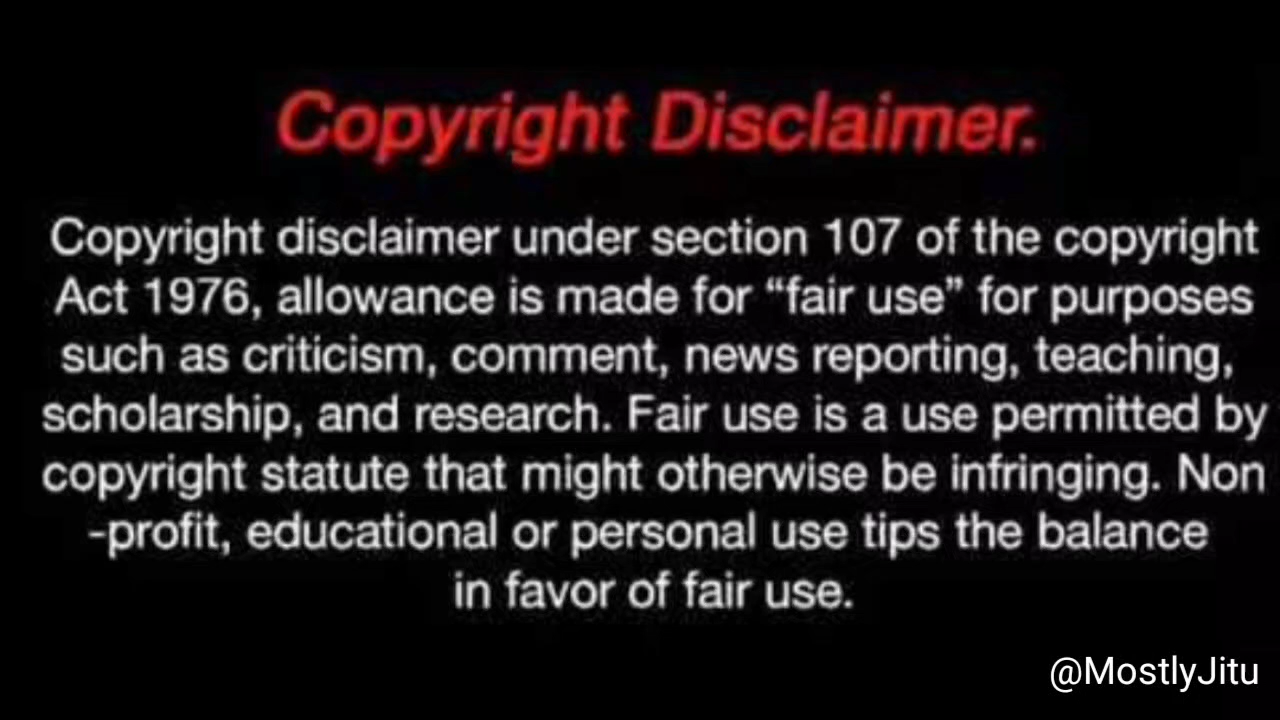 Copyright Disclaimer.
Copyright disclaimer under section 107 of the copyright
Act 1976, allowance is made for “fair use” for purposes
such as criticism, comment, news reporting, teaching,
scholarship, and research. Fair use is a use permitted by
copyright statute that might otherwise be infringing. Non
-profit, educational or personal use tips the balance
in favor of fair use.
@MostlyJitu